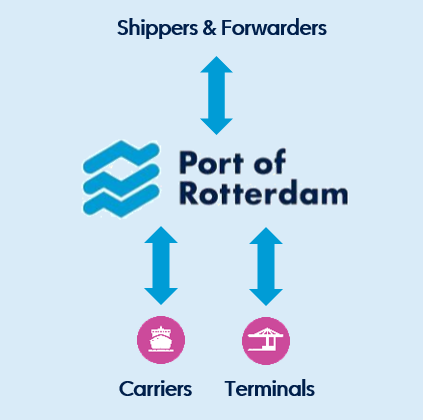 Shippers & Forwarders
Port of
Rotterdam
Carriers
Terminals